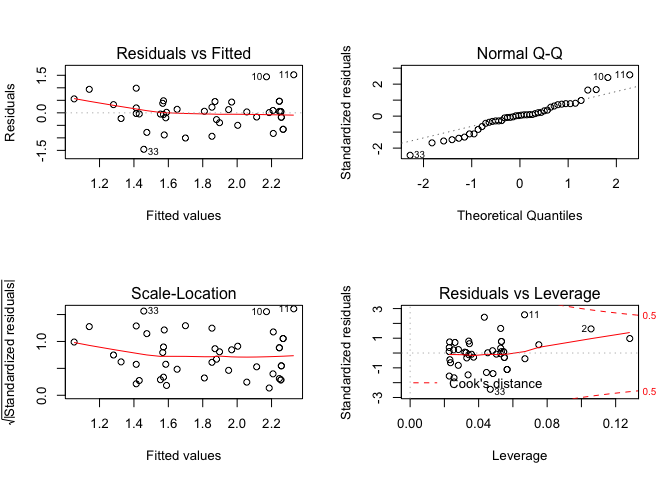 Residuals vs Fitted
Residuals
1.5
0.0
-1.5
10
11
33
1.2 1.4 1.6 1.8 2.0 2.2
Fitted values
Normal Q-Q
Standardized residuals
2
0
-2
10
11
33
-2 -1 0 1 2
Theoretical Quantiles
Scale-Location
√|Standardized residuals|
1.0
0.0
33
10
11
1.2 1.4 1.6 1.8 2.0 2.2
Fitted values
Residuals vs Leverage
Standardized residuals
3
1
-1
-3
11
2
33
0.5
0.5
Cook's distance
0.00 0.04 0.08 0.12
Leverage